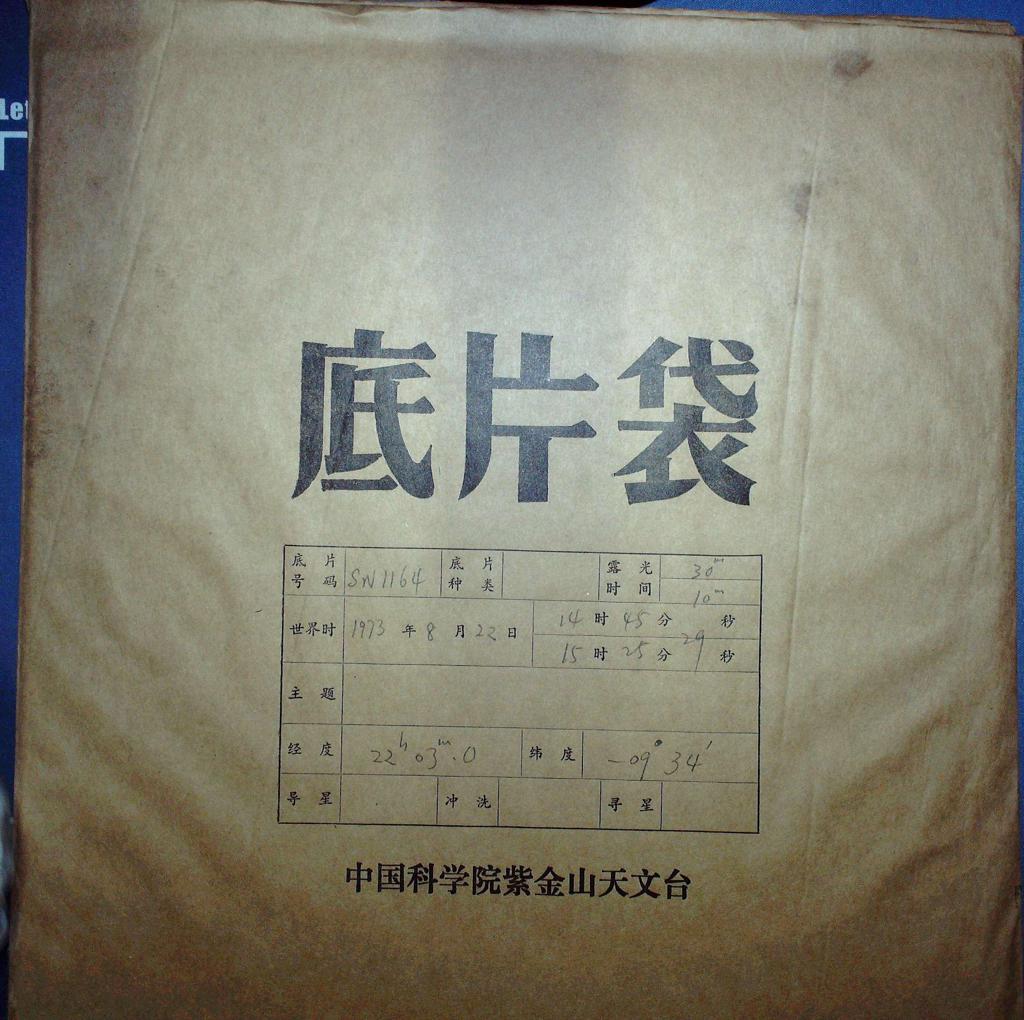 Let
底片袋
底片号码 SN1164 底片种类 露光时间 30m
10m
世界时 1973 年 8 月 22 日 14 时 45 分 秒
15 时 25 分 29 秒
主题
经度 22h 03m.0 纬度 -09° 34′
导星 冲洗 寻星
中国科学院紫金山天文台